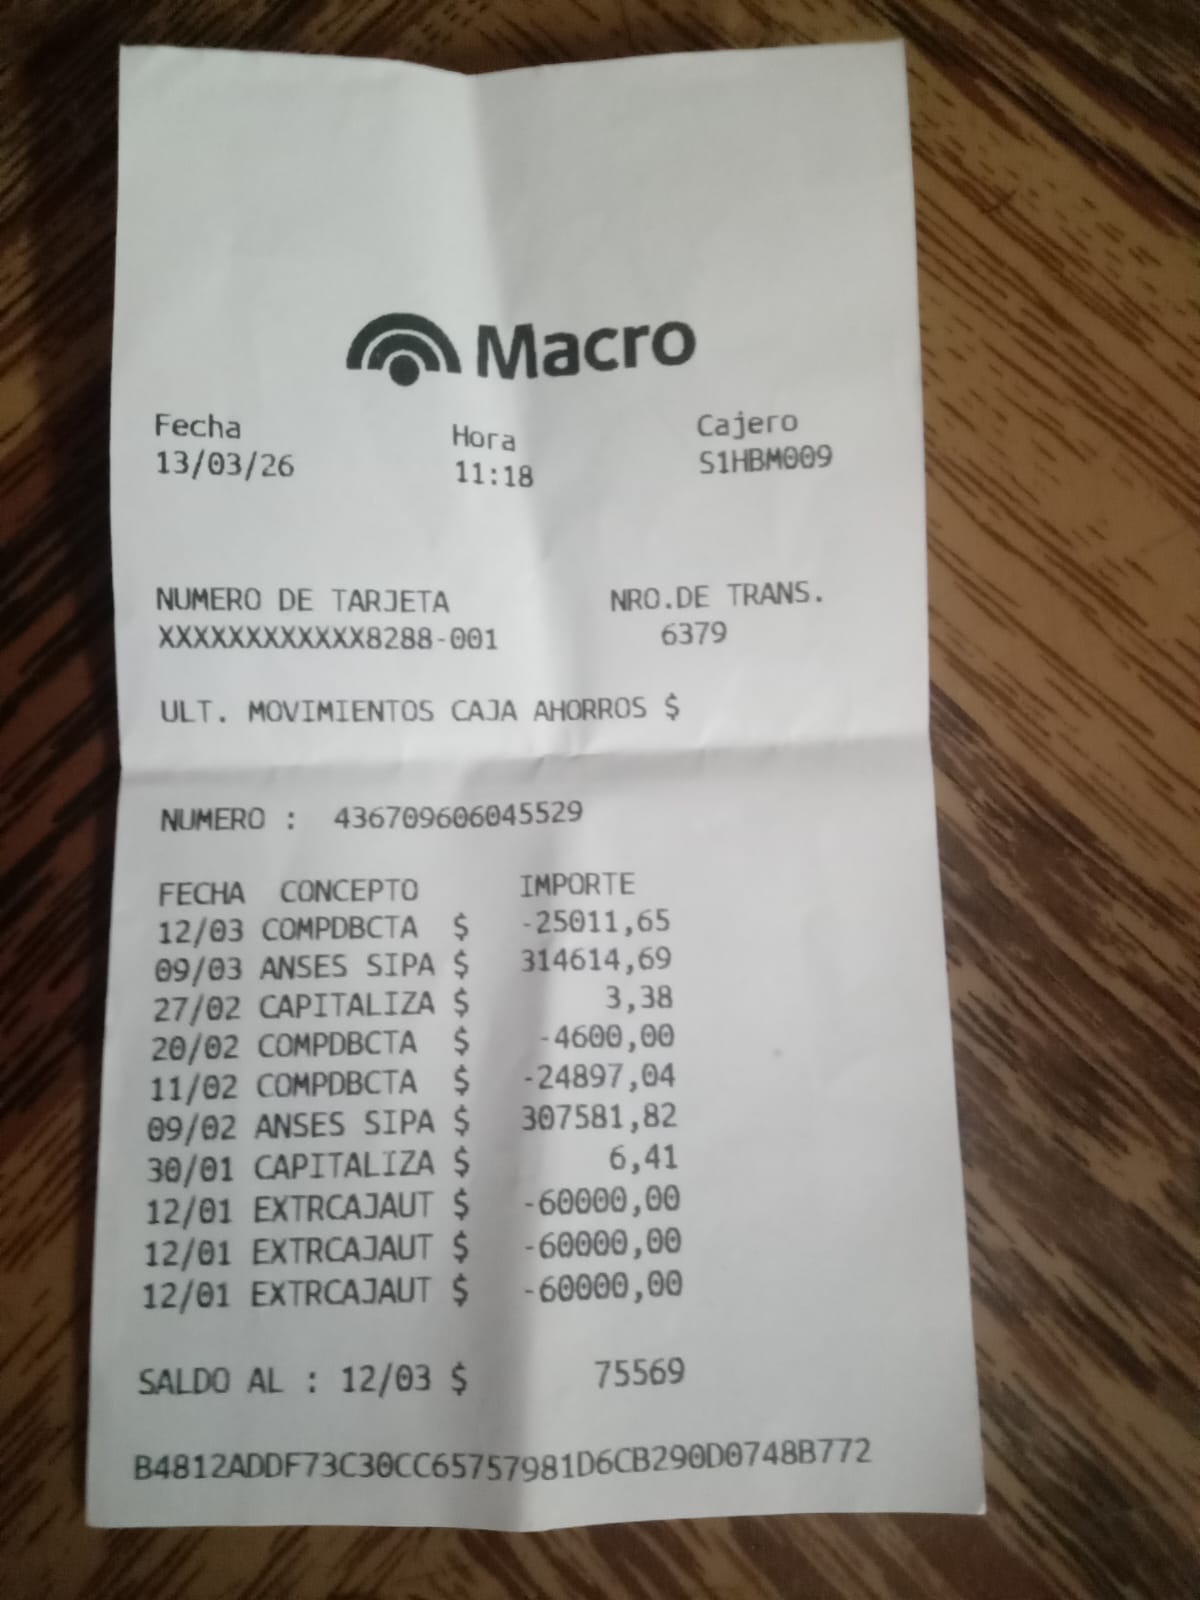 Macro
Fecha Hora Cajero
13/03/26 11:18 S1HBM009
NUMERO DE TARJETA NRO.DE TRANS.
XXXXXXXXXXXX8288-001 6379
ULT. MOVIMIENTOS CAJA AHORROS $
NUMERO : 436709606045529
FECHA CONCEPTO IMPORTE
12/03 COMPDBCTA $ -25011,65
09/03 ANSES SIPA $ 314614,69
27/02 CAPITALIZA $ 3,38
20/02 COMPDBCTA $ -4600,00
11/02 COMPDBCTA $ -24897,04
09/02 ANSES SIPA $ 307581,82
30/01 CAPITALIZA $ 6,41
12/01 EXTRCAJAUT $ -60000,00
12/01 EXTRCAJAUT $ -60000,00
12/01 EXTRCAJAUT $ -60000,00
SALDO AL : 12/03 $ 75569
B4812ADDF73C30CC65757981D6CB290D0748B772